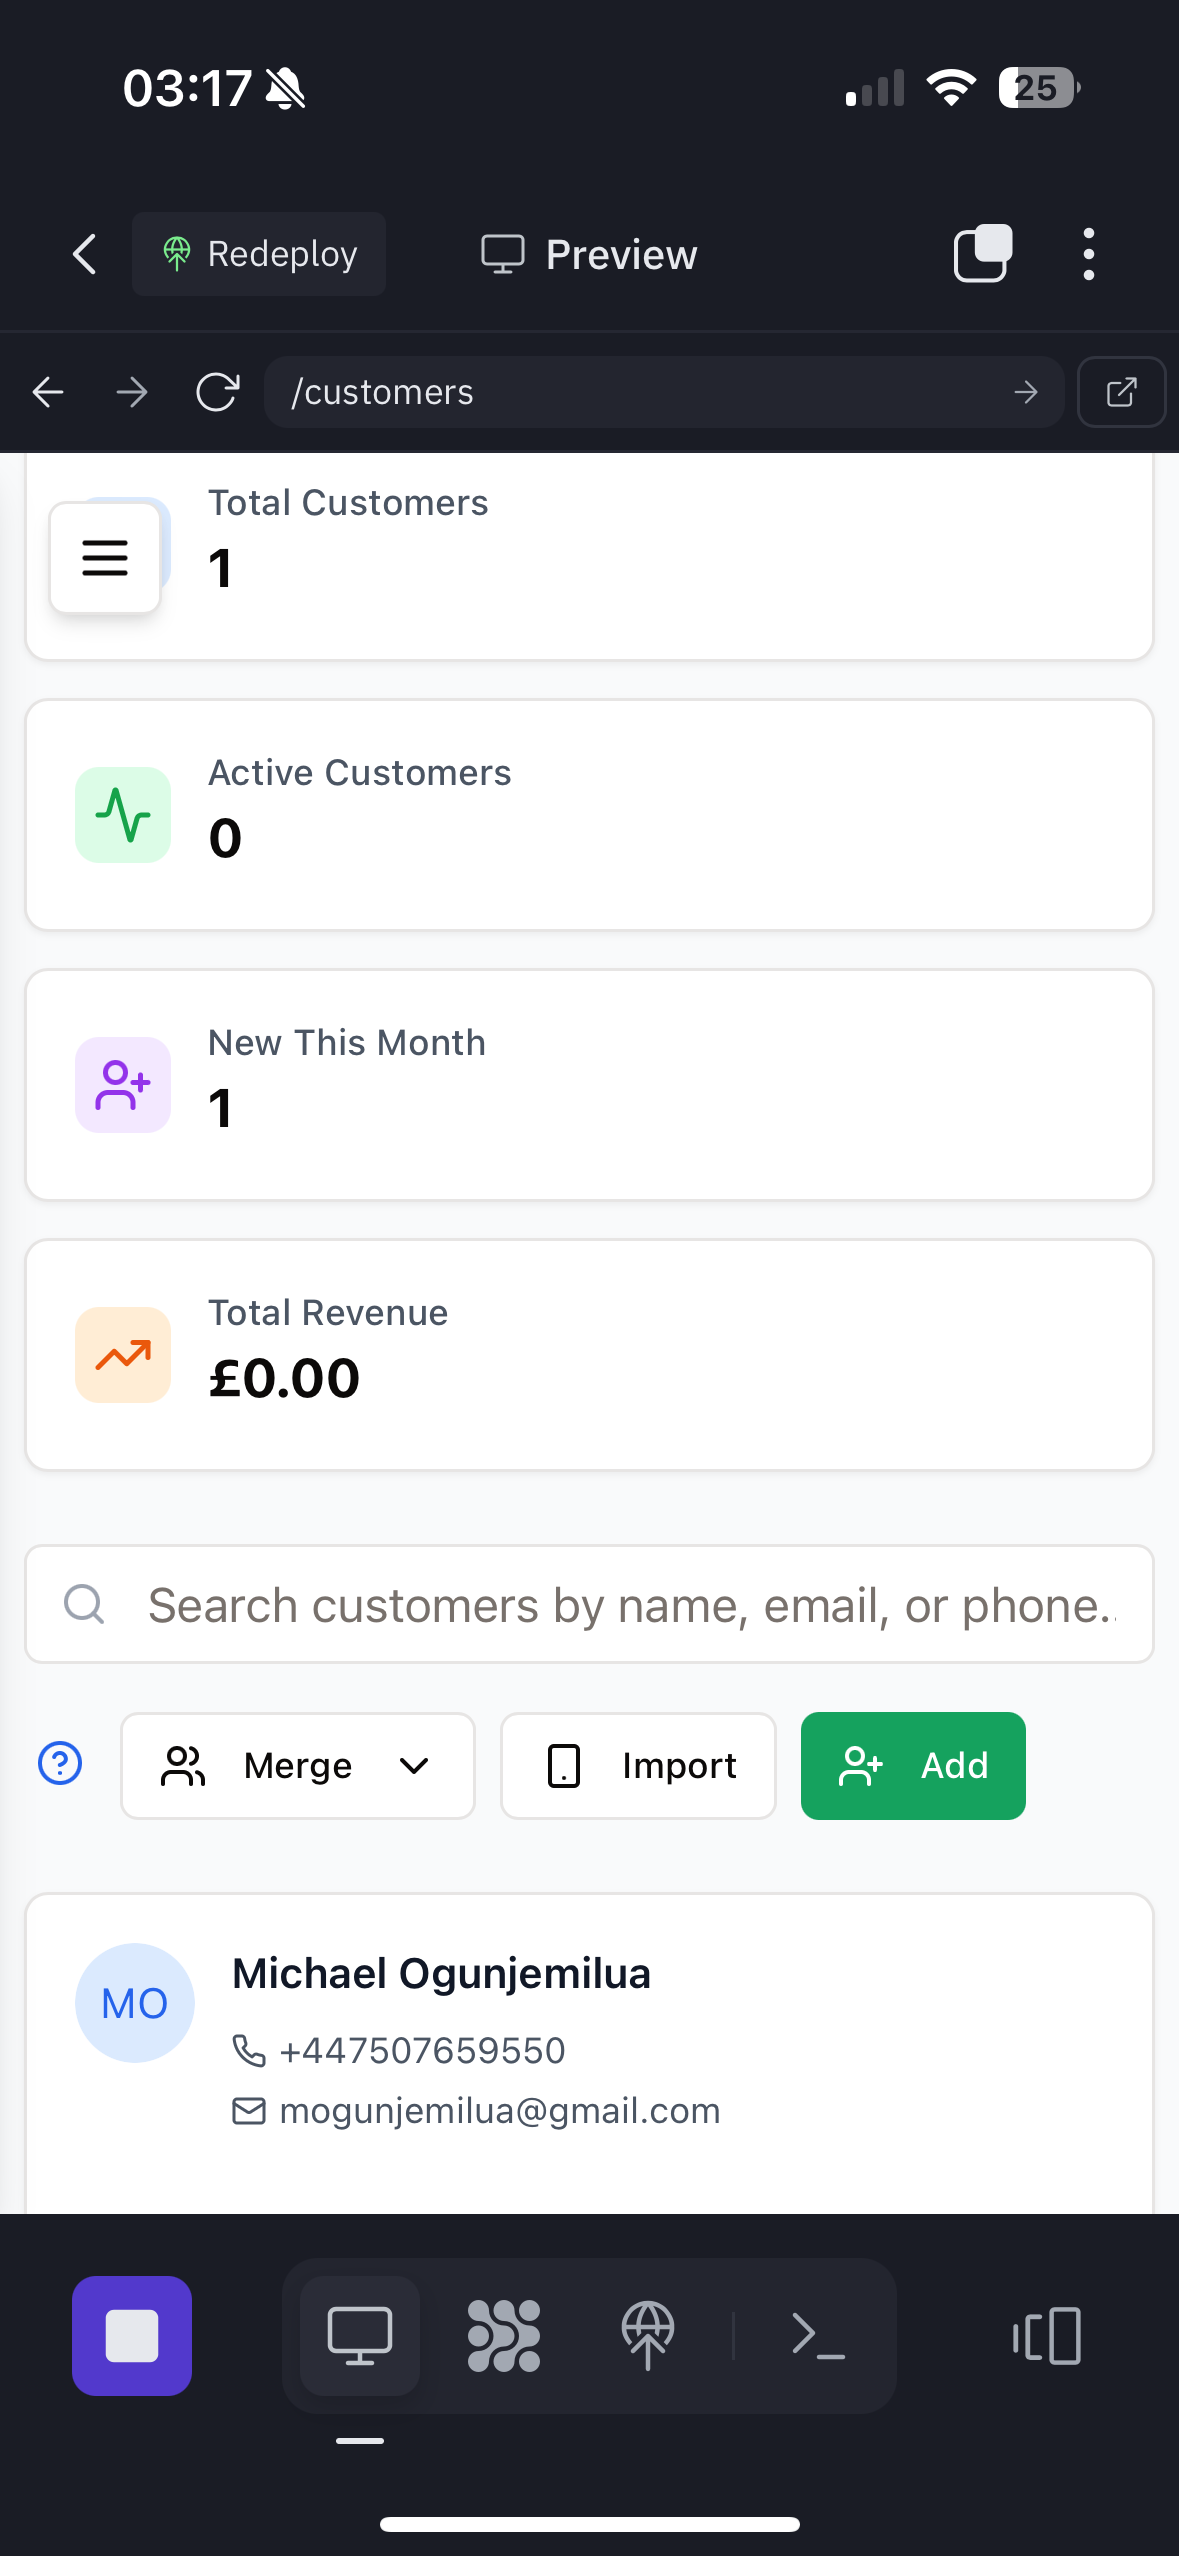 03:17
25
Redeploy
Preview
/customers
Total Customers
1
Active Customers
0
New This Month
1
Total Revenue
£0.00
Search customers by name, email, or phone..
Merge
Import
Add
MO
Michael Ogunjemilua
+447507659550
mogunjemilua@gmail.com